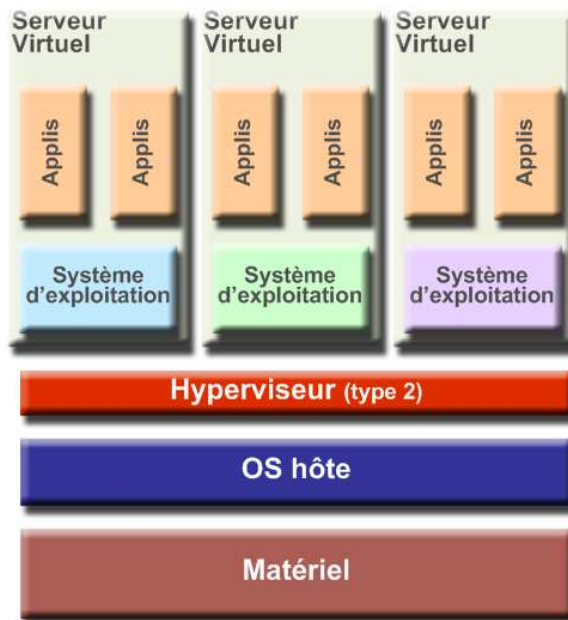 Serveur
Virtuel
Serveur
Virtuel
Serveur
Virtuel
Applis
Applis
Applis
Applis
Applis
Applis
Système
d'exploitation
Système
d'exploitation
Système
d'exploitation
Hyperviseur (type 2)
OS hôte
Matériel